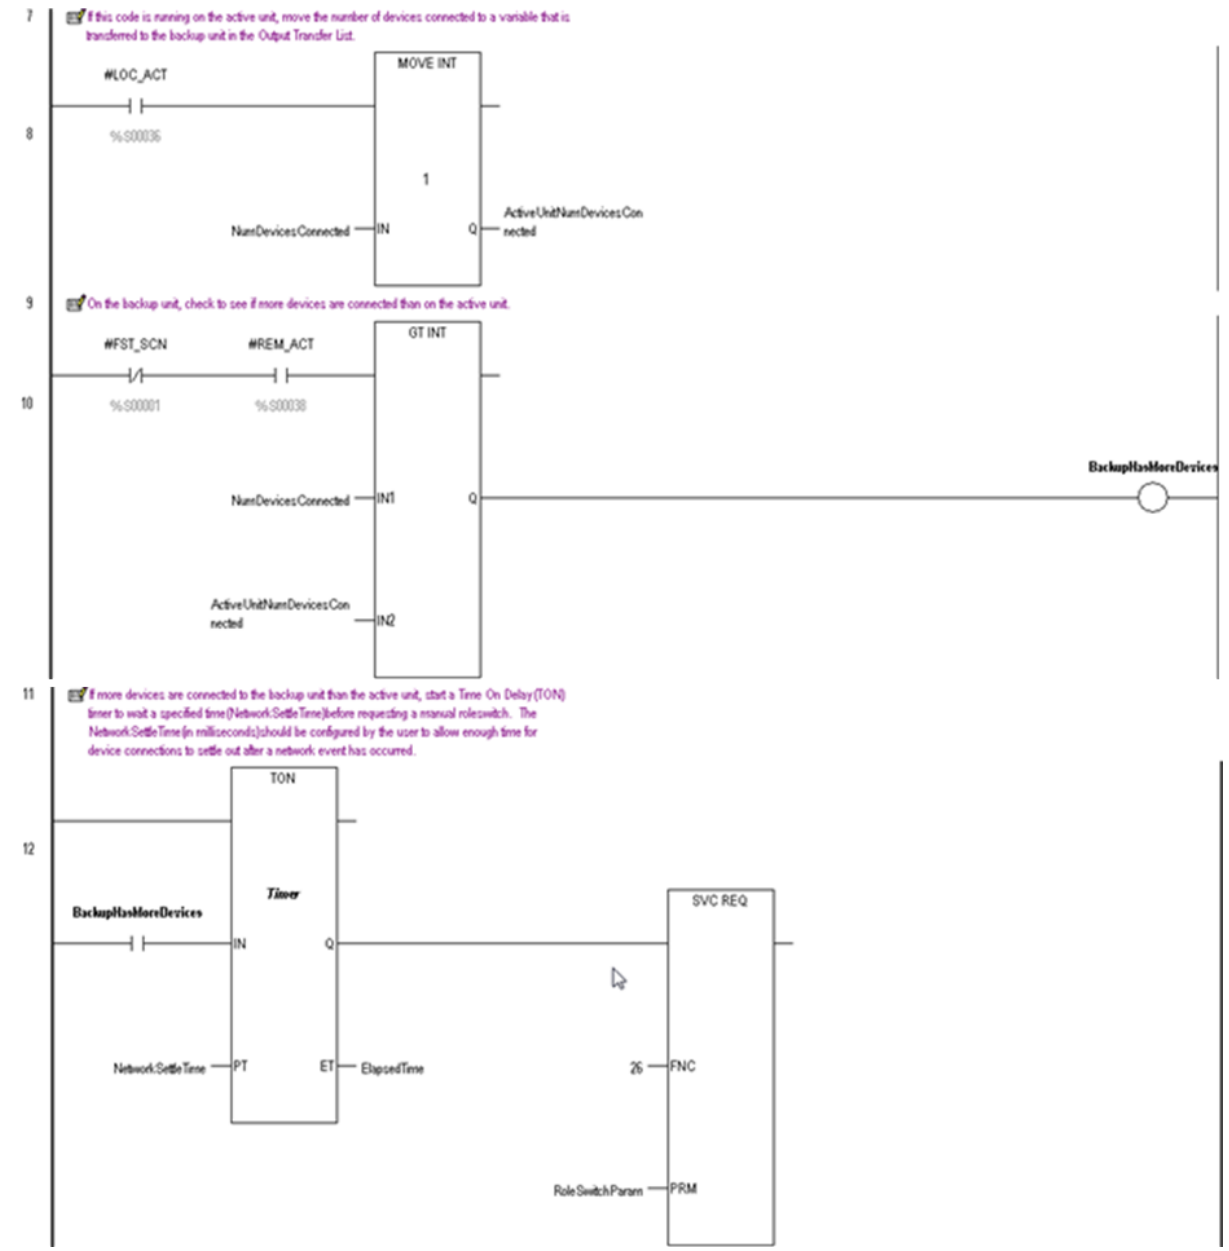 7
If this code is running on the active unit, move the number of devices connected to a variable that is
transferred to the backup unit in the Output Transfer List.
MOVE INT
#LOC_ACT
8
%S00036
1
ActiveUnitNumDevicesCon
NumDevicesConnected IN Q nected
9
On the backup unit, check to see if more devices are connected than on the active unit.
GT INT
#FST_SCN #REM_ACT
10
%S00001 %S00038
BackupHasMoreDevices
NumDevicesConnected IN1 Q
ActiveUnitNumDevicesCon
nected IN2
11
If more devices are connected to the backup unit than the active unit, start a Time On Delay(TON)
timer to wait a specified time(NetworkSettleTime)before requesting a manual roleswitch. The
NetworkSettleTime(in milliseconds)should be configured by the user to allow enough time for
device connections to settle out after a network event has occurred.
TON
12
Timer
SVC REQ
BackupHasMoreDevices
IN Q
NetworkSettleTime PT ET ElapsedTime 26 FNC
RoleSwitchParam PRM